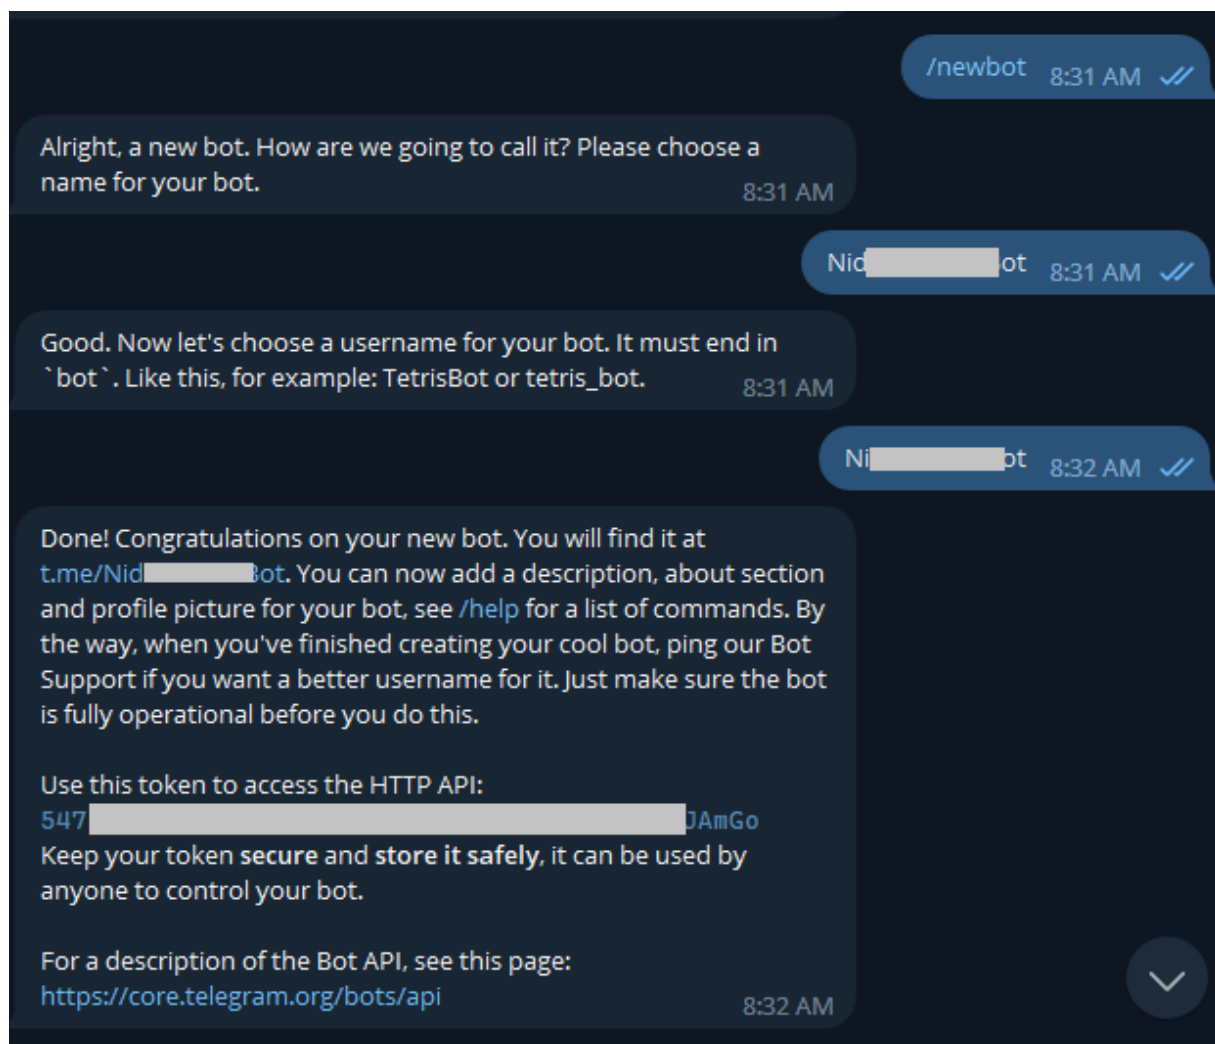 /newbot 8:31 AM
Alright, a new bot. How are we going to call it? Please choose a
name for your bot.
8:31 AM
Nid ot 8:31 AM
Good. Now let's choose a username for your bot. It must end in
`bot`. Like this, for example: TetrisBot or tetris_bot.
8:31 AM
Ni ot 8:32 AM
Done! Congratulations on your new bot. You will find it at
t.me/Nid ot. You can now add a description, about section
and profile picture for your bot, see /help for a list of commands. By
the way, when you've finished creating your cool bot, ping our Bot
Support if you want a better username for it. Just make sure the bot
is fully operational before you do this.
Use this token to access the HTTP API:
547 JAmGo
Keep your token secure and store it safely, it can be used by
anyone to control your bot.
For a description of the Bot API, see this page:
https://core.telegram.org/bots/api
8:32 AM